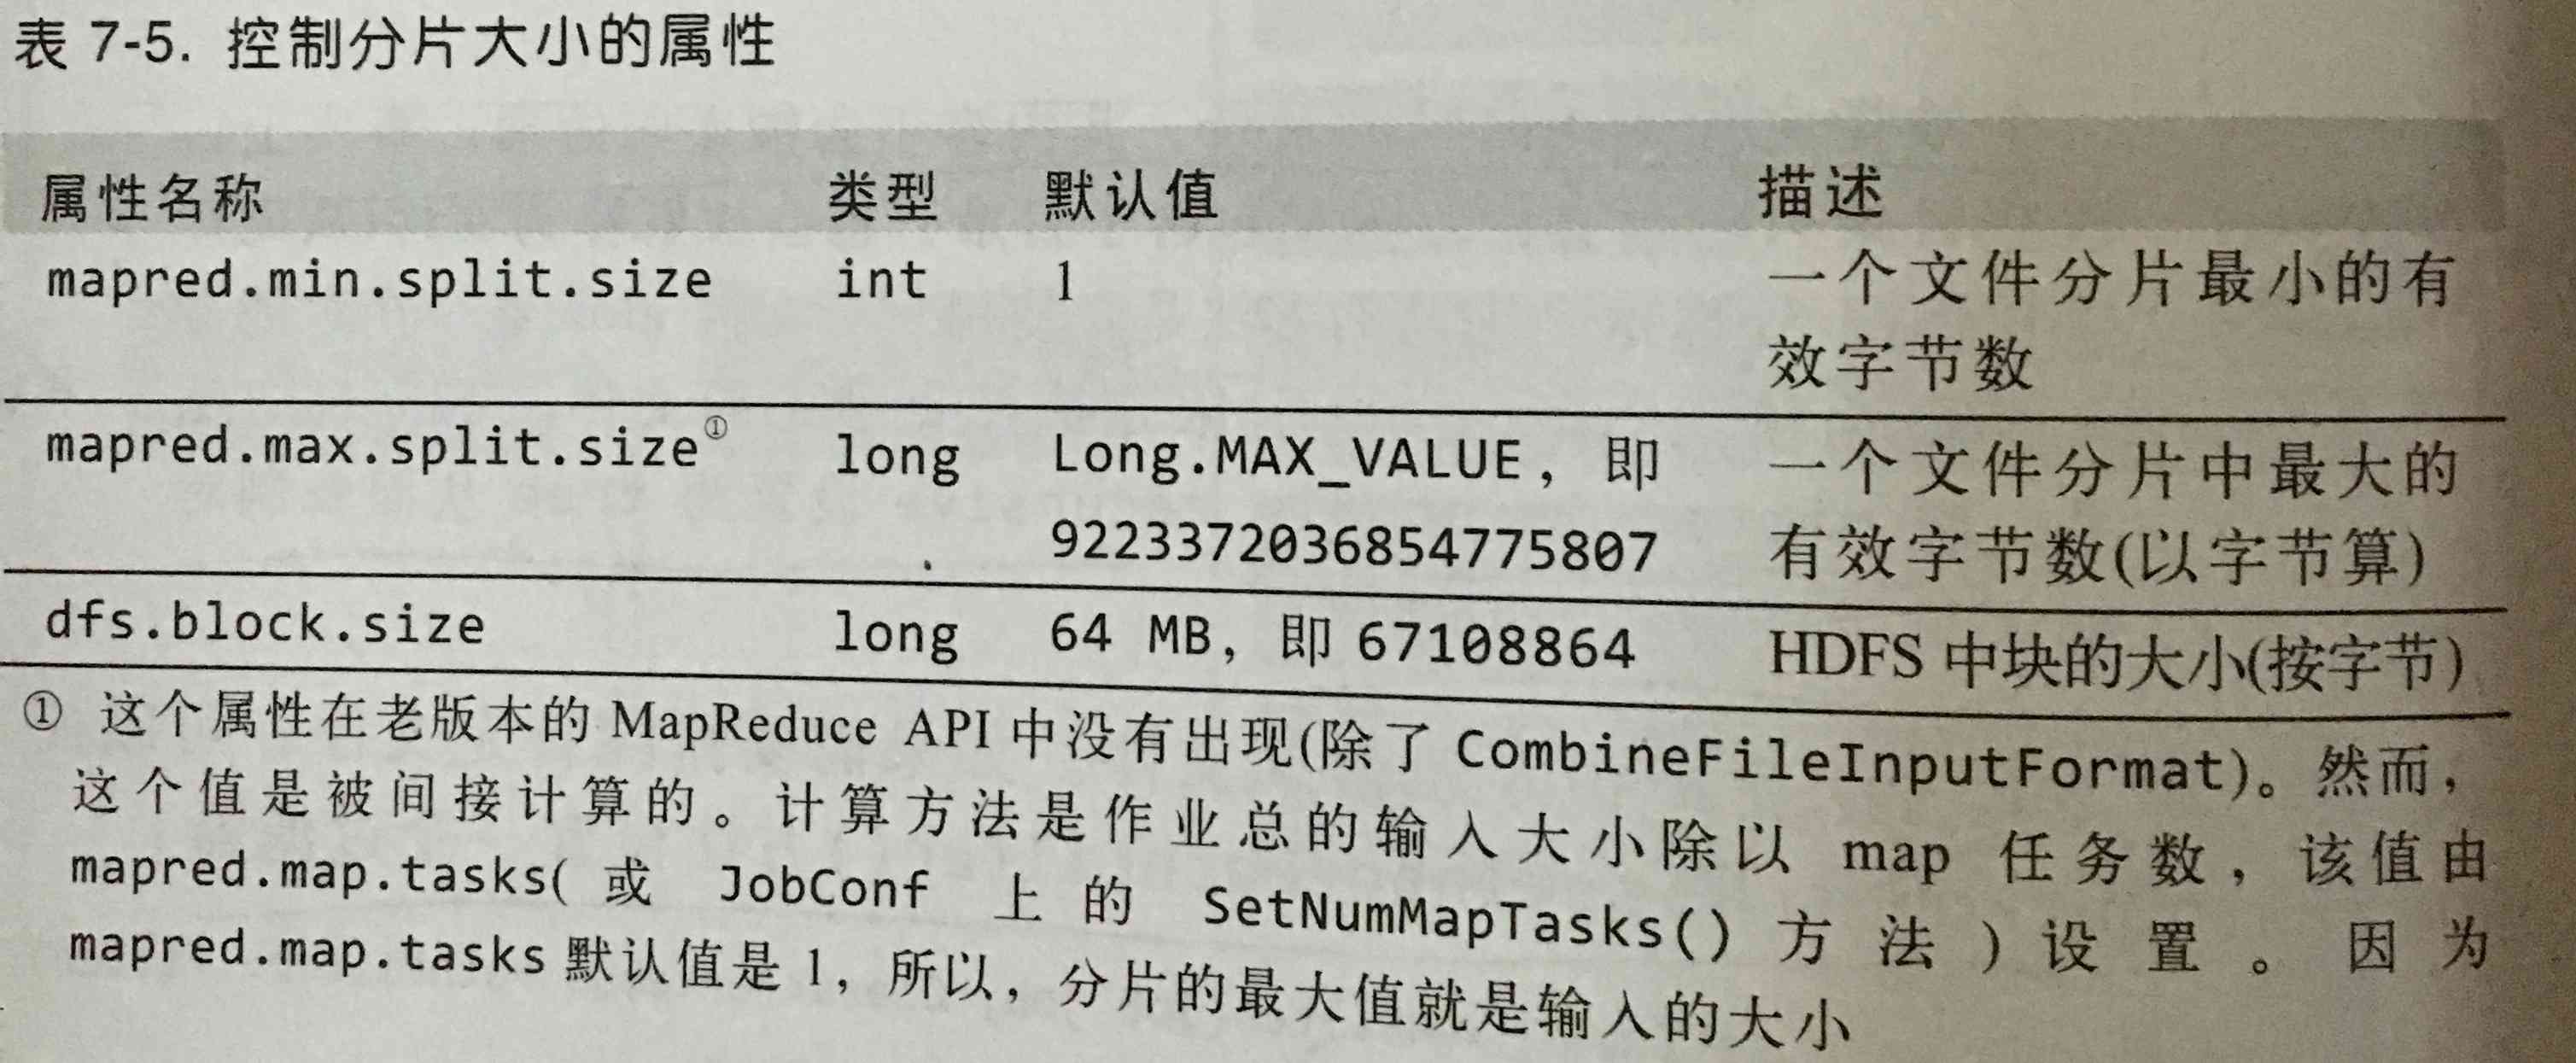 表 7-5. 控制分片大小的属性
属性名称 类型 默认值 描述
mapred.min.split.size int 1 一个文件分片最小的有
效字节数
mapred.max.split.size① long Long.MAX_VALUE，即 一个文件分片中最大的
9223372036854775807 有效字节数(以字节算)
dfs.block.size long 64 MB，即 67108864 HDFS 中块的大小(按字节)
① 这个属性在老版本的 MapReduce API 中没有出现(除了 CombineFileInputFormat)。然而，
这个值是被间接计算的。计算方法是作业总的输入大小除以 map 任务数，该值由
mapred.map.tasks(或 JobConf 上的 SetNumMapTasks()方法)设置。因为
mapred.map.tasks 默认值是 1，所以，分片的最大值就是输入的大小